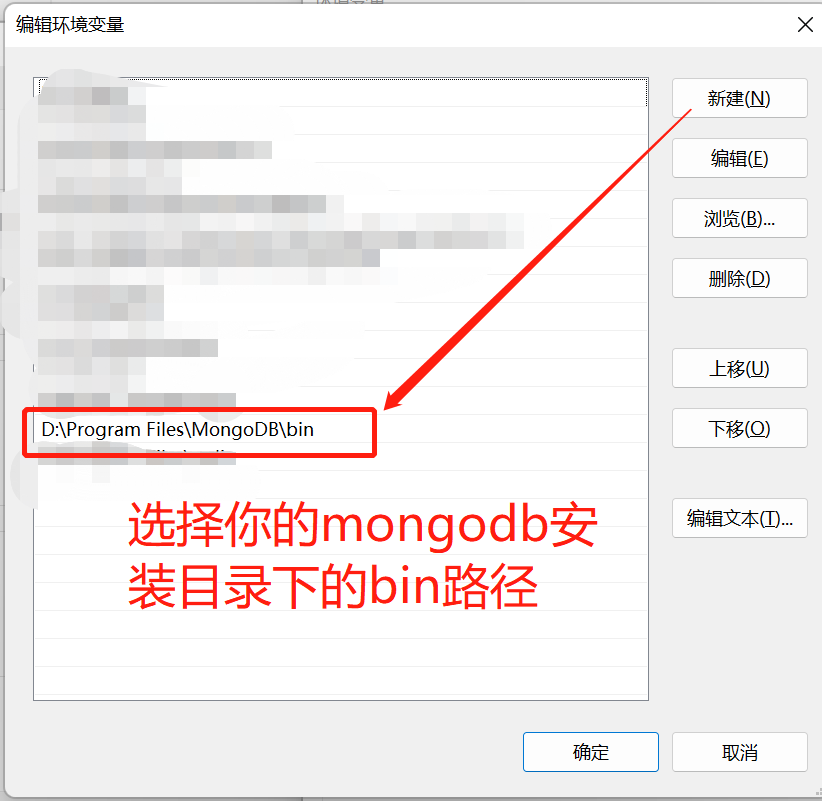 编辑环境变量
新建(N)
编辑(E)
浏览(B)...
删除(D)
上移(U)
下移(O)
D:\Program Files\MongoDB\bin
编辑文本(T)...
选择你的mongodb安
装目录下的bin路径
确定
取消